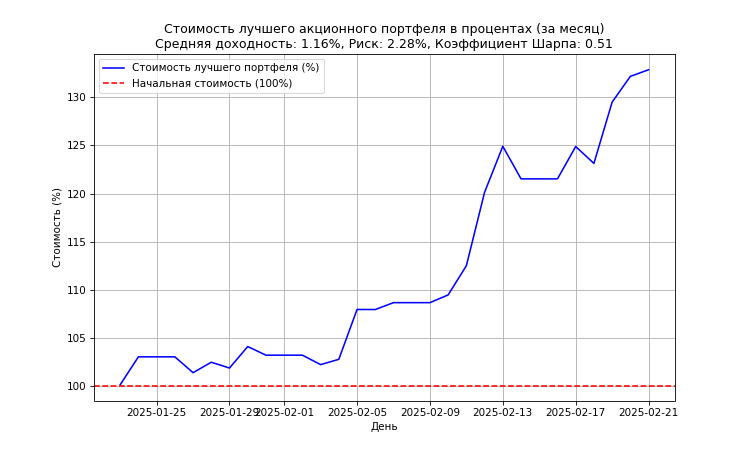 Стоимость лучшего акционного портфеля в процентах (за месяц)
Средняя доходность: 1.16%, Риск: 2.28%, Коэффициент Шарпа: 0.51
Стоимость лучшего портфеля (%)
Начальная стоимость (100%)
Стоимость (%)
130
125
120
115
110
105
100
2025-01-25 2025-01-29 2025-02-01 2025-02-05 2025-02-09 2025-02-13 2025-02-17 2025-02-21
День